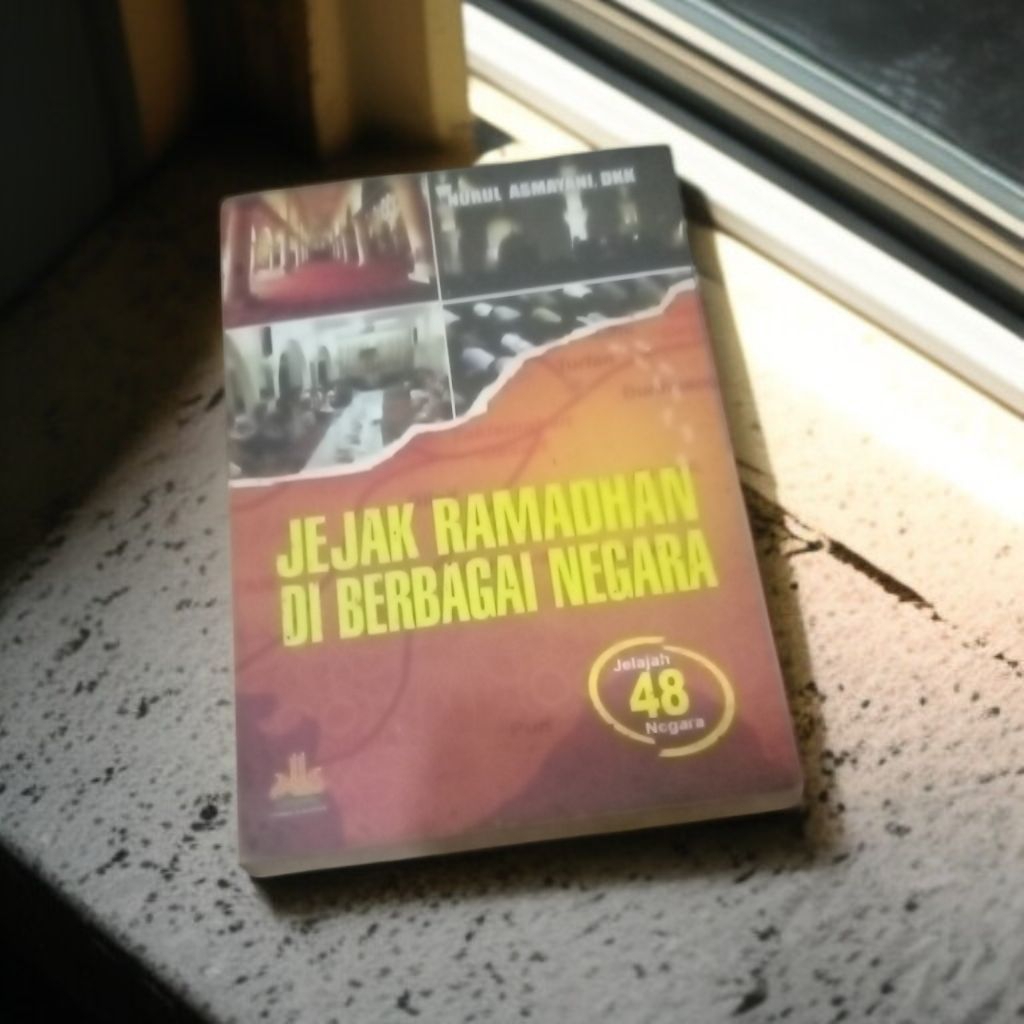 NURUL ASMAYANI, DKK
JEJAK RAMADHAN
DI BERBAGAI NEGARA
Jelajah
48
Negara